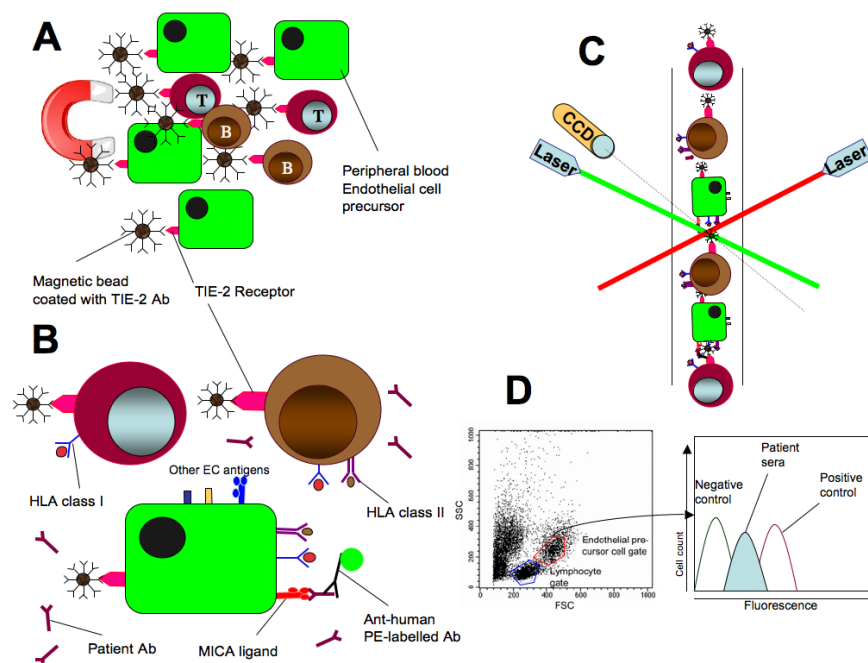 A
T
T
B
B
Peripheral blood
Endothelial cell
precursor
Magnetic bead
coated with TIE-2 Ab
TIE-2 Receptor
B
HLA class I
Other EC antigens
HLA class II
Patient Ab
MICA ligand
Ant-human
PE-labelled Ab
C
CCD
Laser
Laser
D
1000
800
600
400
200
0
SSC
0 200 400 600 800 1000
FSC
Endothelial pre-
cursor cell gate
Lymphocyte
gate
Patient
sera
Negative
control
Positive
control
Cell count
Fluorescence